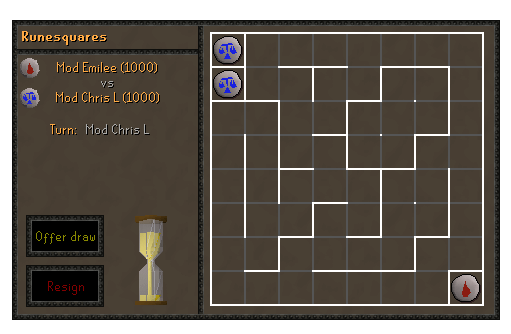 Runesquares
Mod Emilee (1000)
vs
Mod Chris L (1000)
Turn: Mod Chris L
Offer draw
Resign